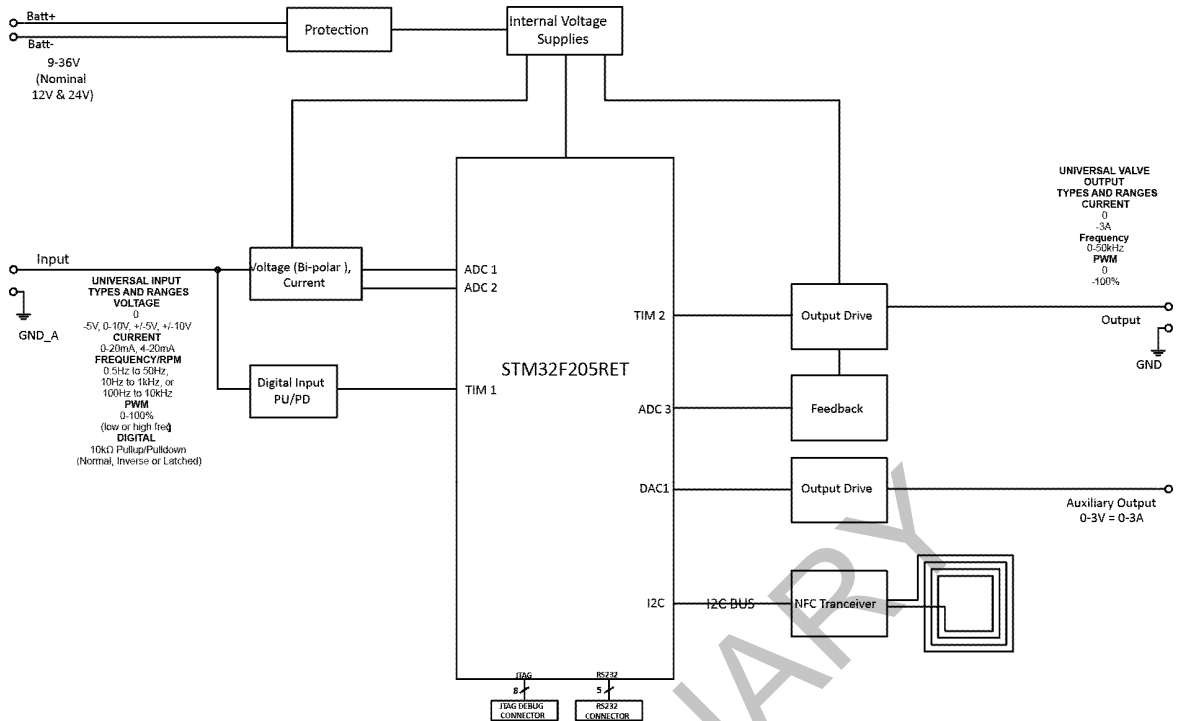 Batt+
Batt-
9-36V
(Nominal
12V & 24V)
Protection
Internal Voltage
Supplies
Input
GND_A
UNIVERSAL INPUT
TYPES AND RANGES
VOLTAGE
0
-5V, 0-10V, +/-5V, +/-10V
CURRENT
0-20mA, 4-20mA
FREQUENCY/RPM
0.5Hz to 50Hz,
10Hz to 1kHz, or
100Hz to 10kHz
PWM
0-100%
(low or high freq)
DIGITAL
10kΩ Pullup/Pulldown
(Normal, Inverse or Latched)
Voltage (Bi-polar ),
Current
Digital Input
PU/PD
ADC 1
ADC 2
TIM 1
STM32F205RET
TIM 2
ADC 3
DAC1
I2C
I2C BUS
JTAG
8
JTAG DEBUG
CONNECTOR
RS232
5
RS232
CONNECTOR
Output Drive
Feedback
Output Drive
NFC Tranceiver
UNIVERSAL VALVE
OUTPUT
TYPES AND RANGES
CURRENT
0
-3A
Frequency
0-50kHz
PWM
0
-100%
Output
GND
Auxiliary Output
0-3V = 0-3A
NARY